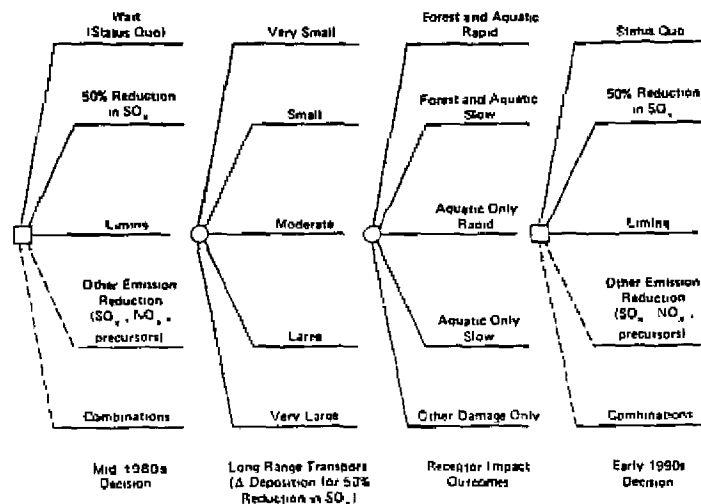 Wait
(Status Quo)
50% Reduction
in SOx
Liming
Other Emission
Reduction
(SOx, NOx,
precursors)
Combinations
Mid 1980s
Decision
Very Small
Small
Moderate
Large
Very Large
Long Range Transport
(Δ Deposition for 50%
Reduction in SOx)
Forest and Aquatic
Rapid
Forest and Aquatic
Slow
Aquatic Only
Rapid
Aquatic Only
Slow
Other Damage Only
Receptor Impact
Outcomes
Status Quo
50% Reduction
in SOx
Liming
Other Emission
Reduction
(SOx NOx,
precursors)
Combinations
Early 1990s
Decision